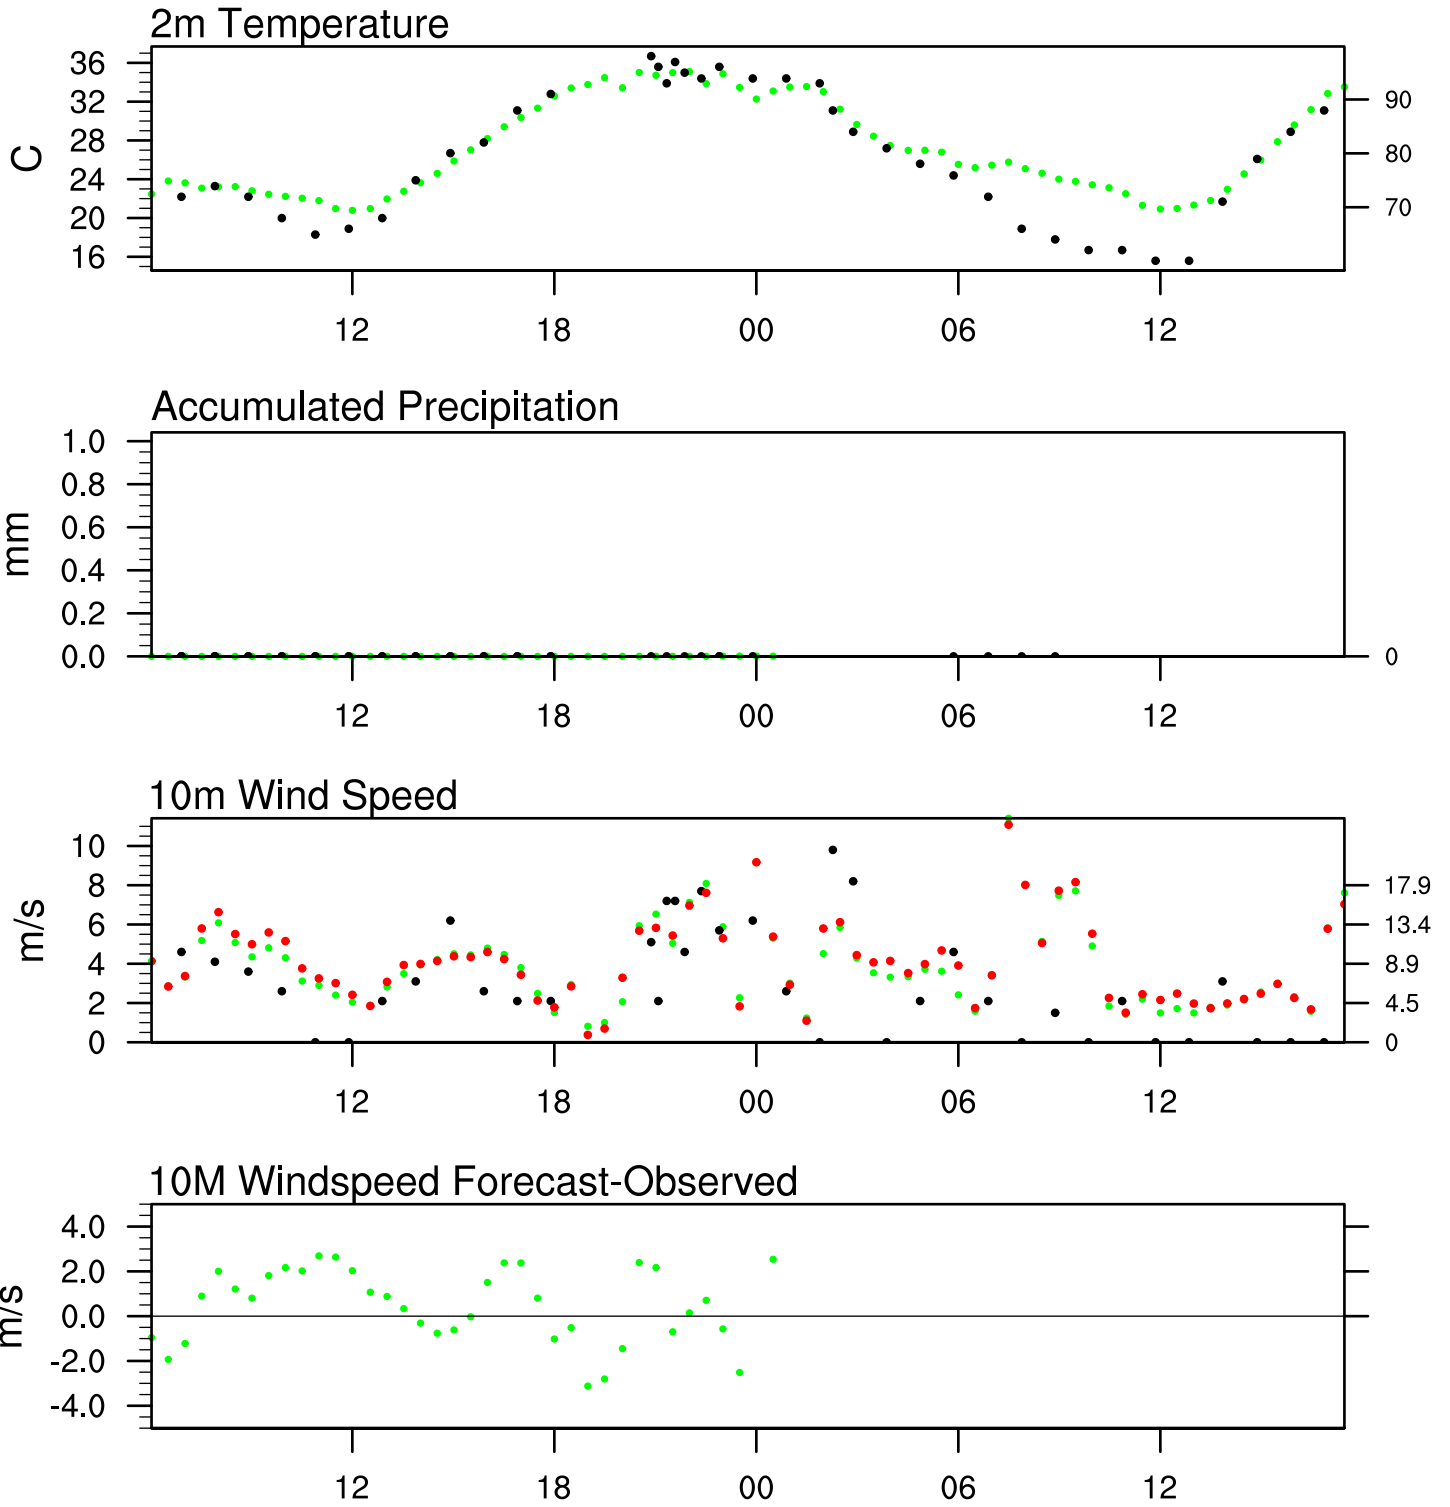 2m Temperature
36
32
28
24
20
16
C
90
80
70
12 18 00 06 12
Accumulated Precipitation
1.0
0.8
0.6
0.4
0.2
0.0
mm
0
12 18 00 06 12
10m Wind Speed
10
8
6
4
2
0
m/s
17.9
13.4
8.9
4.5
0
12 18 00 06 12
10M Windspeed Forecast-Observed
4.0
2.0
0.0
-2.0
-4.0
m/s
12 18 00 06 12